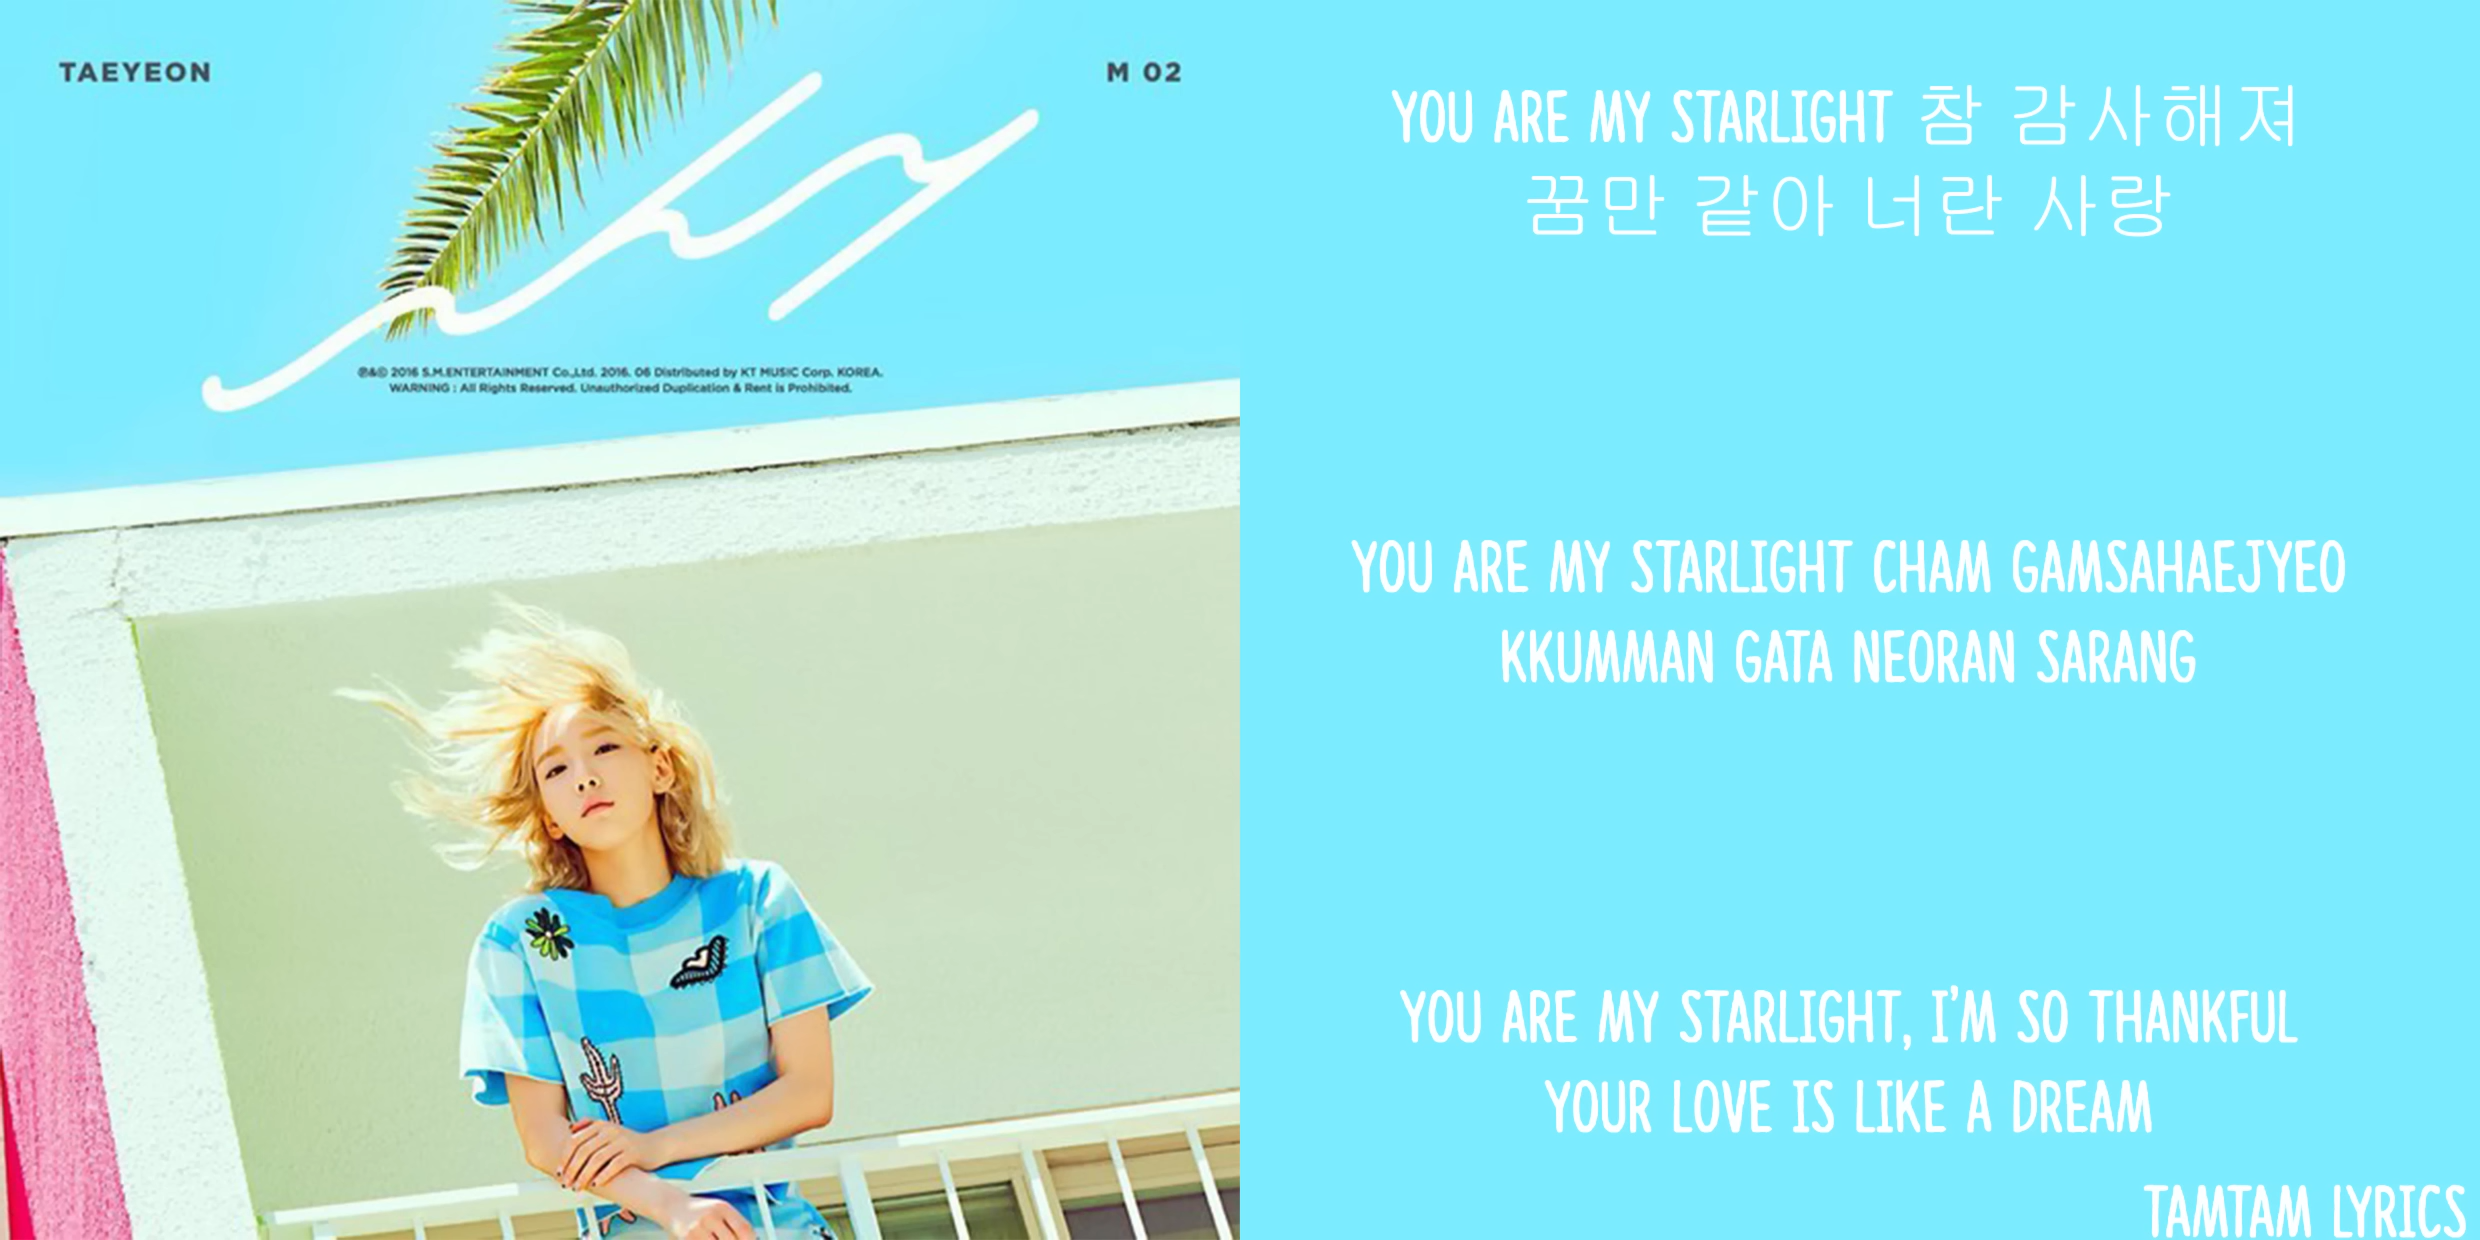 TAEYEON
M 02
Why
℗&© 2016 S.M.ENTERTAINMENT Co.,Ltd. 2016. 06 Distributed by KT MUSIC Corp. KOREA.
WARNING : All Rights Reserved. Unauthorized Duplication & Rent is Prohibited.
YOU ARE MY STARLIGHT 참 감사해져
꿈만 같아 너란 사랑
YOU ARE MY STARLIGHT CHAM GAMSAHAEJYEO
KKUMMAN GATA NEORAN SARANG
YOU ARE MY STARLIGHT, I'M SO THANKFUL
YOUR LOVE IS LIKE A DREAM
TAMTAM LYRICS